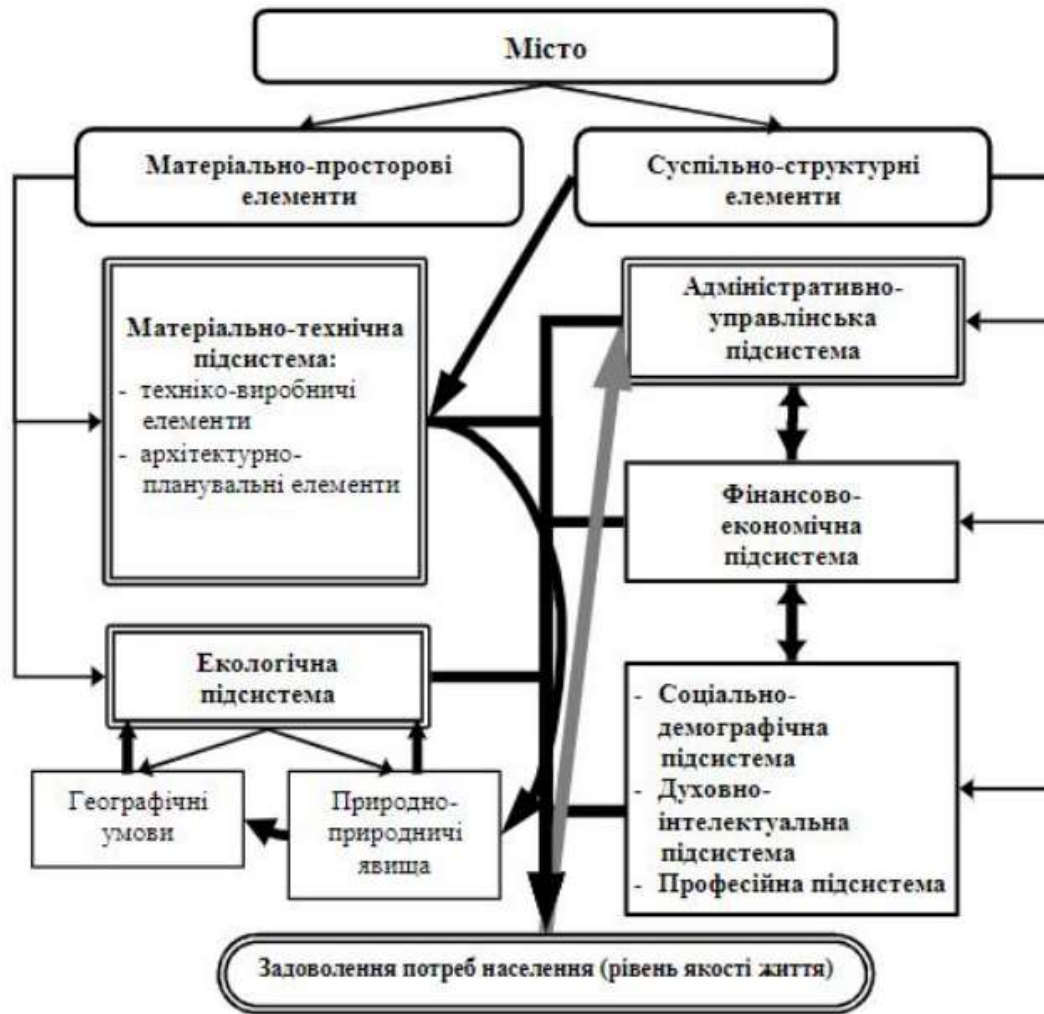 Місто
Матеріально-просторові
елементи
Суспільно-структурні
елементи
Матеріально-технічна
підсистема:
- техніко-виробничі
елементи
- архітектурно-
планувальні елементи
Адміністративно-
управлінська
підсистема
Фінансово-
економічна
підсистема
Екологічна
підсистема
- Соціально-
демографічна
підсистема
- Духовно-
інтелектуальна
підсистема
- Професійна підсистема
Географічні
умови
Природно-
природничі
явища
Задоволення потреб населення (рівень якості життя)